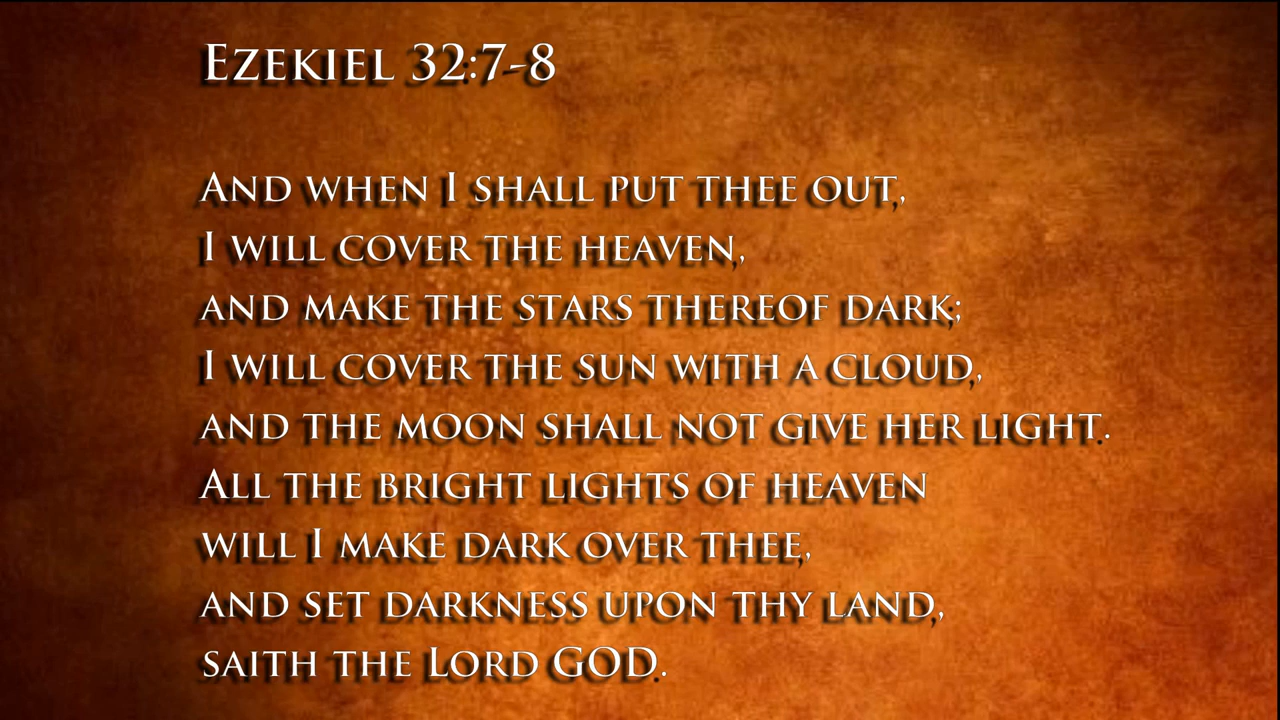 Ezekiel 32:7-8
And when I shall put thee out,
I will cover the heaven,
and make the stars thereof dark;
I will cover the sun with a cloud,
and the moon shall not give her light.
All the bright lights of heaven
will I make dark over thee,
and set darkness upon thy land,
saith the Lord GOD.